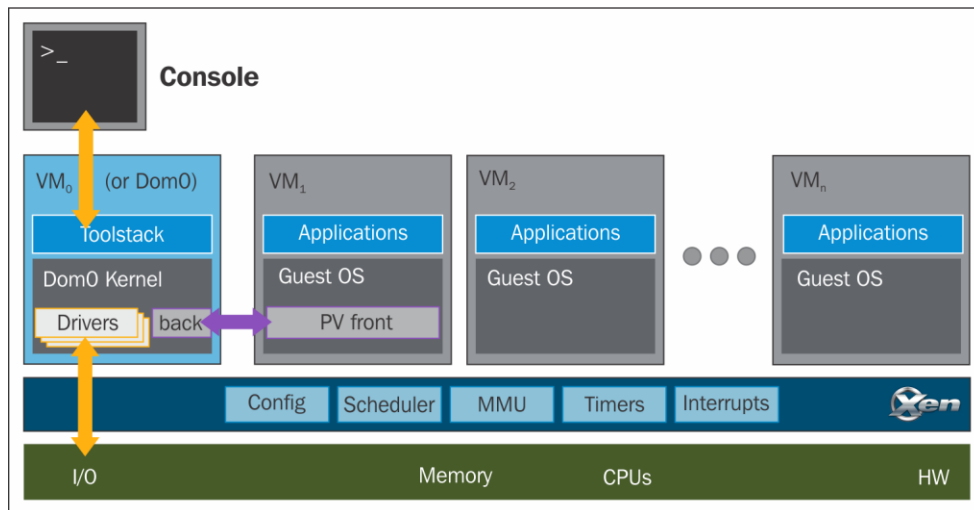 >_
Console
VM₀ (or Dom0)
Toolstack
Dom0 Kernel
Drivers
back
VM₁
Applications
Guest OS
PV front
VM₂
Applications
Guest OS
VMₙ
Applications
Guest OS
Config
Scheduler
MMU
Timers
Interrupts
Xen
I/O
Memory
CPUs
HW